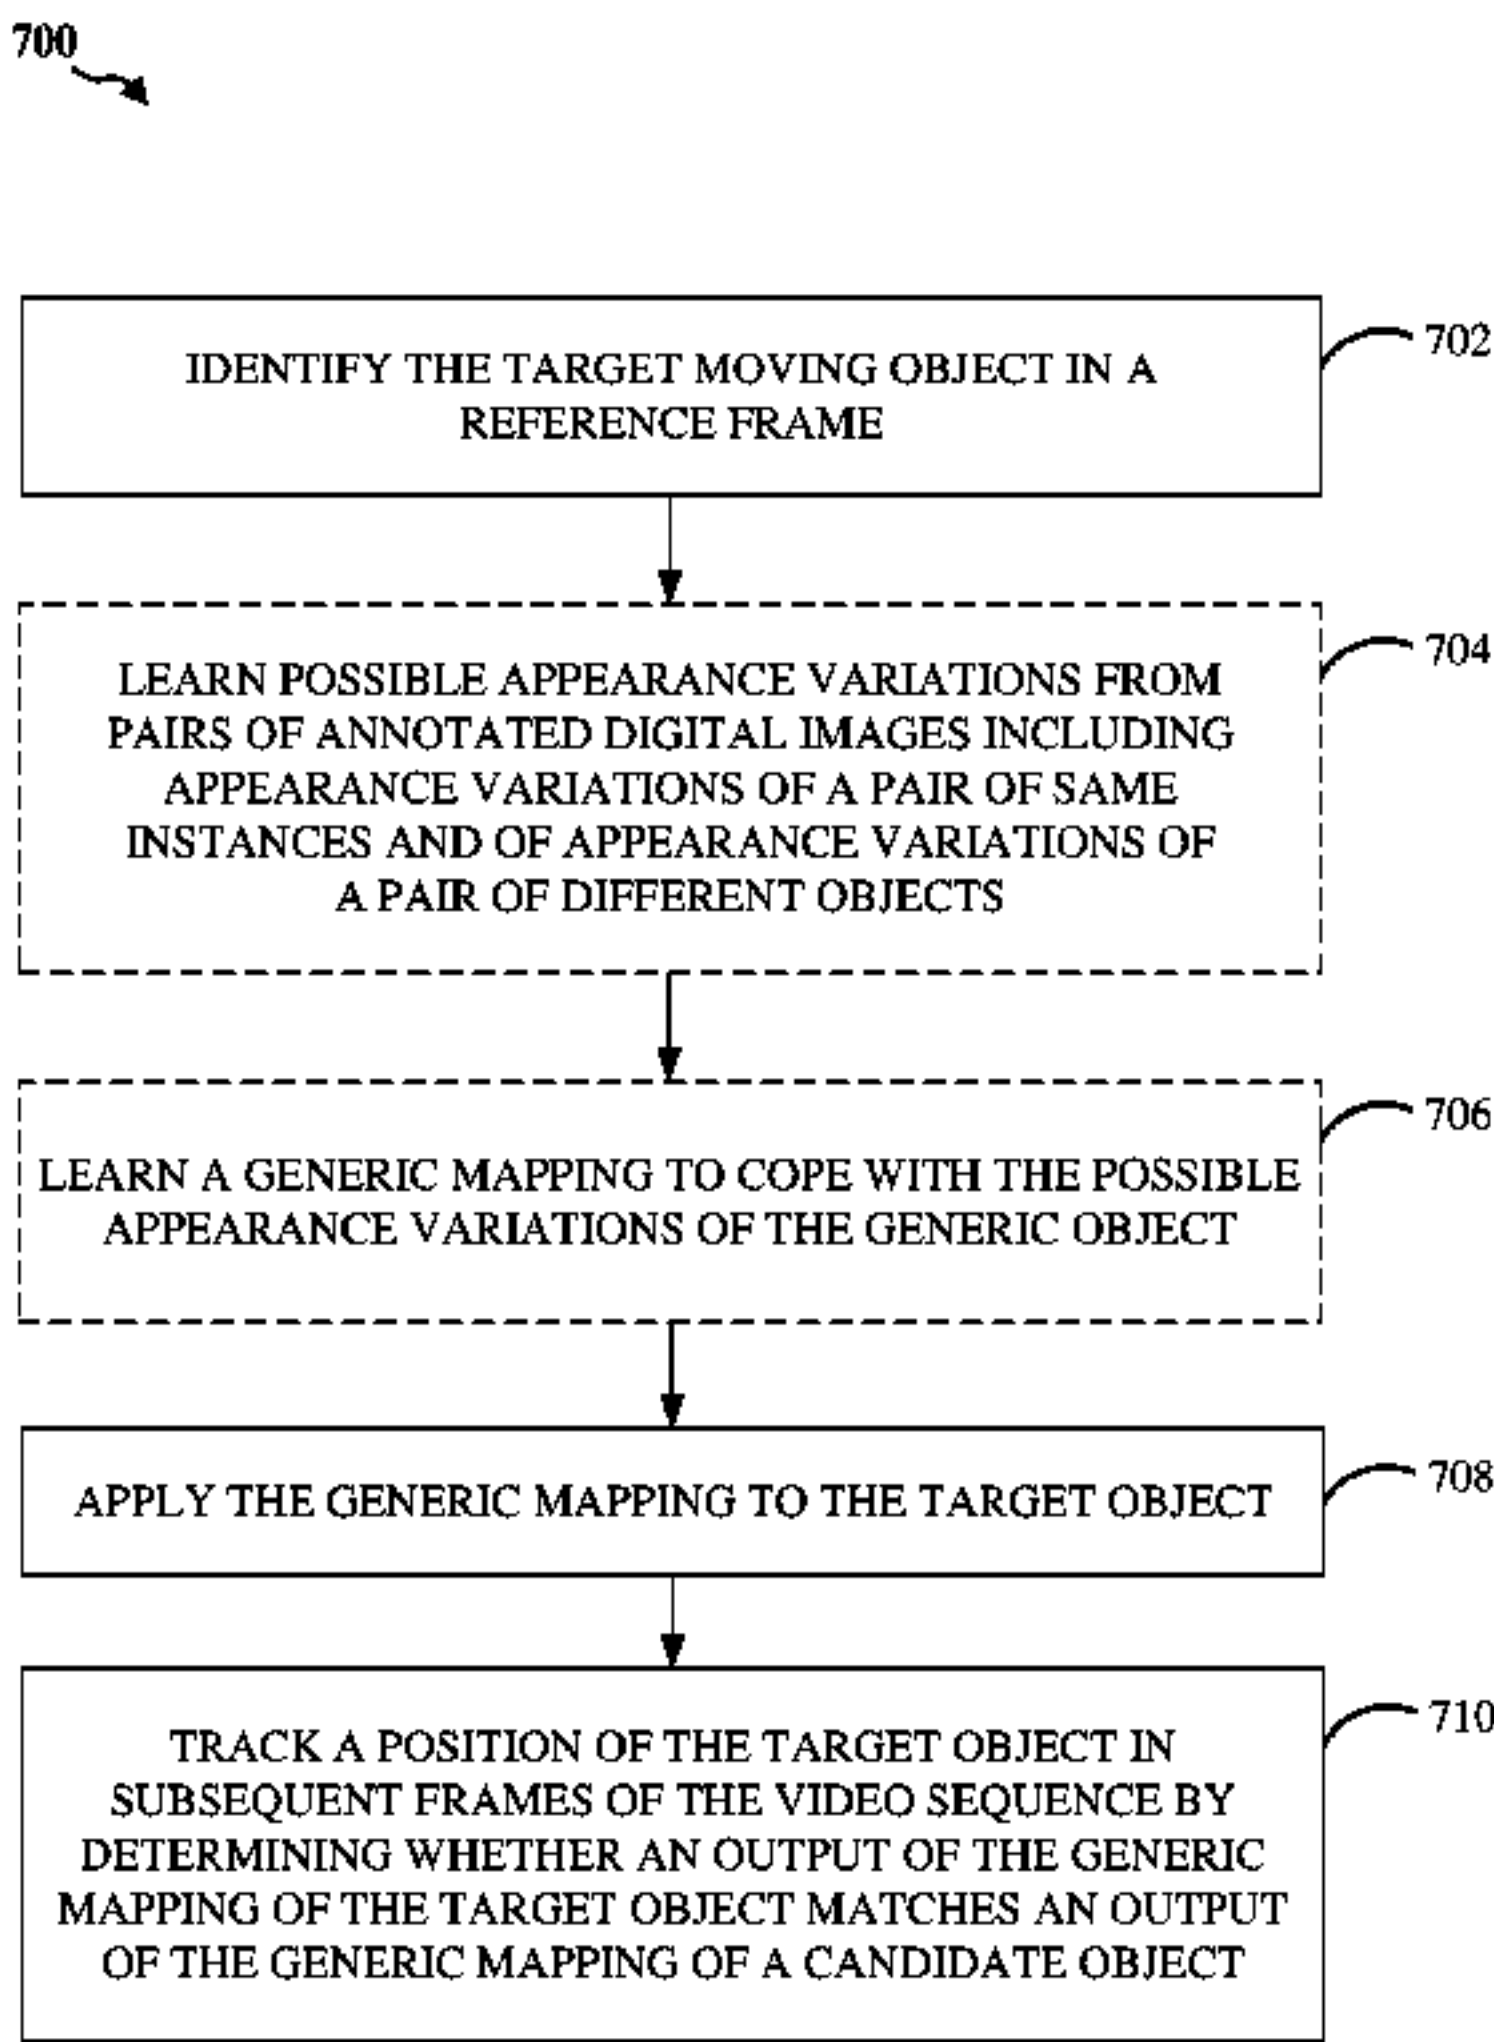 700
IDENTIFY THE TARGET MOVING OBJECT IN A
REFERENCE FRAME
702
LEARN POSSIBLE APPEARANCE VARIATIONS FROM
PAIRS OF ANNOTATED DIGITAL IMAGES INCLUDING
APPEARANCE VARIATIONS OF A PAIR OF SAME
INSTANCES AND OF APPEARANCE VARIATIONS OF
A PAIR OF DIFFERENT OBJECTS
704
LEARN A GENERIC MAPPING TO COPE WITH THE POSSIBLE
APPEARANCE VARIATIONS OF THE GENERIC OBJECT
706
APPLY THE GENERIC MAPPING TO THE TARGET OBJECT
708
TRACK A POSITION OF THE TARGET OBJECT IN
SUBSEQUENT FRAMES OF THE VIDEO SEQUENCE BY
DETERMINING WHETHER AN OUTPUT OF THE GENERIC
MAPPING OF THE TARGET OBJECT MATCHES AN OUTPUT
OF THE GENERIC MAPPING OF A CANDIDATE OBJECT
710